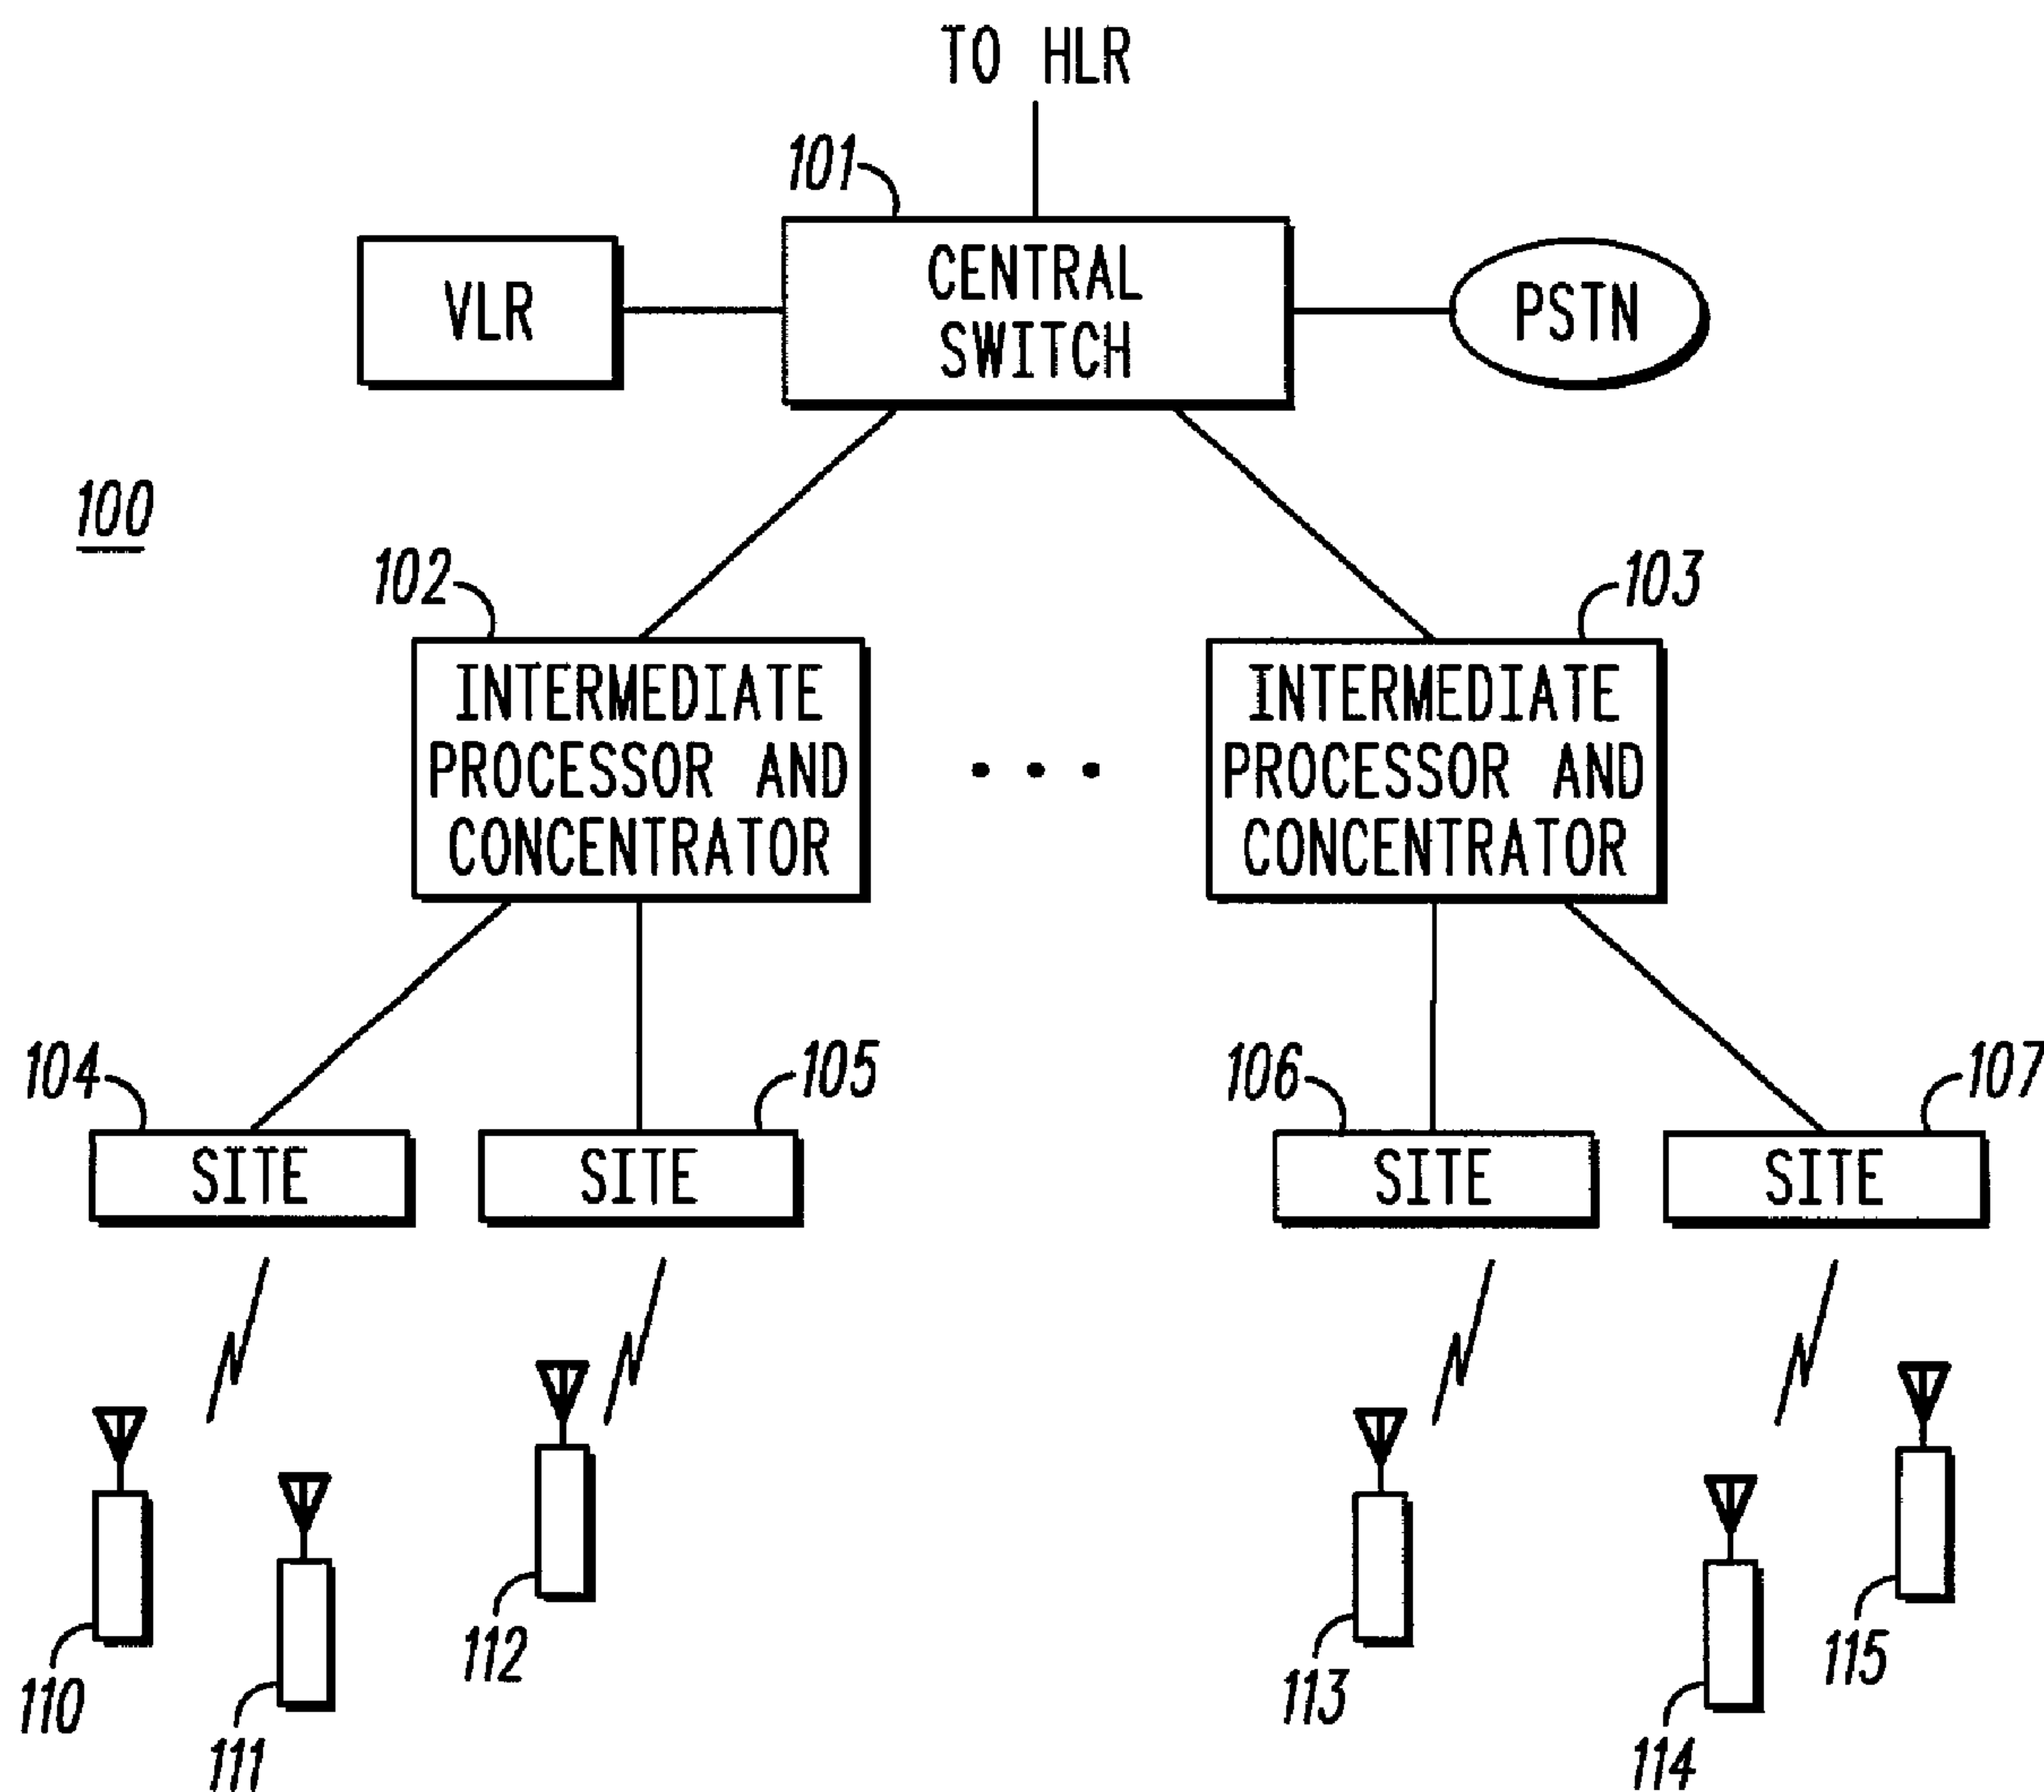 TO HLR
101
VLR
CENTRAL
SWITCH
PSTN
100
102
103
INTERMEDIATE
PROCESSOR AND
CONCENTRATOR
INTERMEDIATE
PROCESSOR AND
CONCENTRATOR
104
105
106
107
SITE
SITE
SITE
SITE
110
111
112
113
114
115